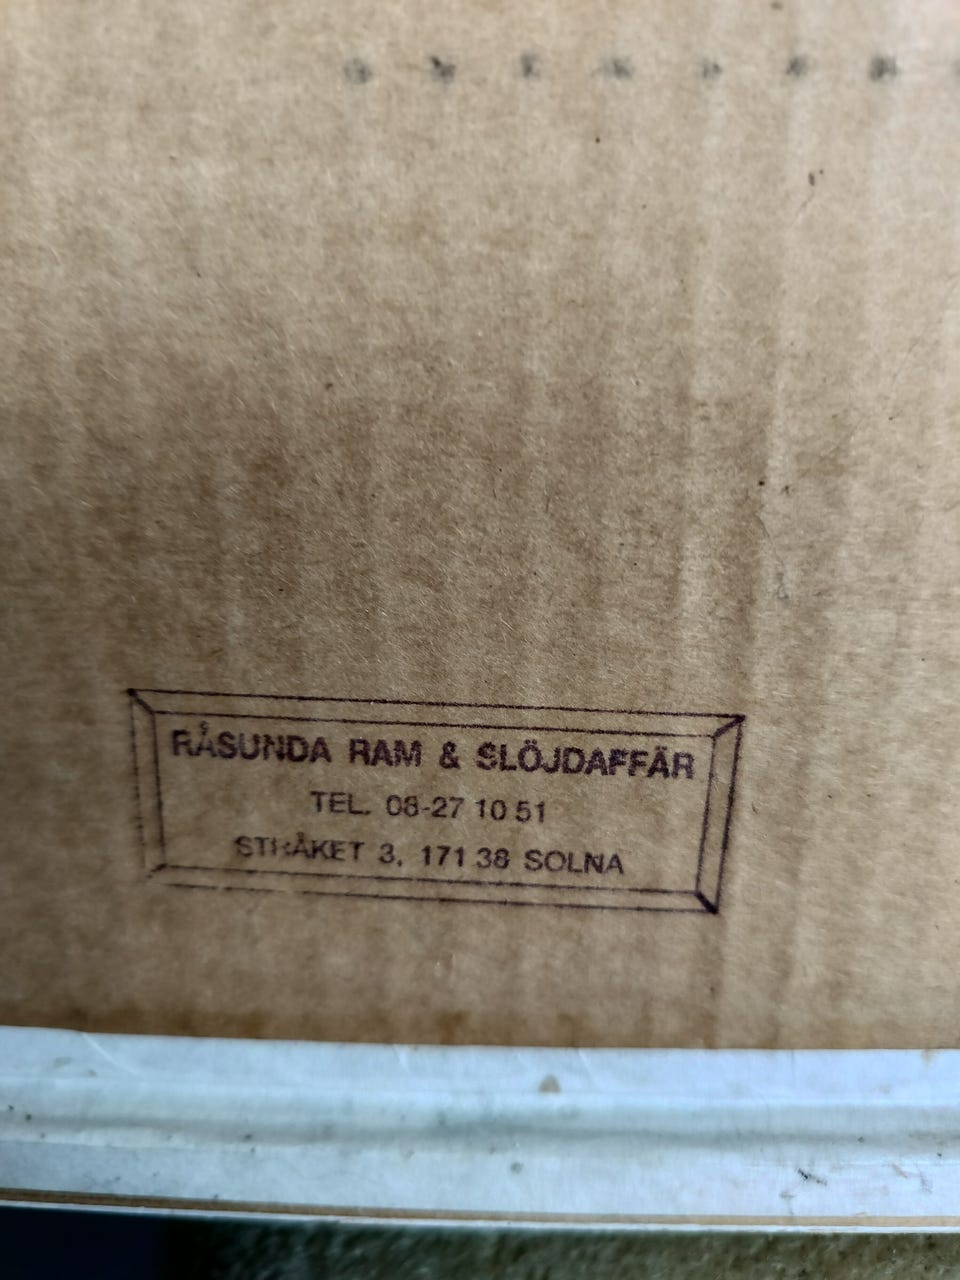 RÅSUNDA RAM & SLÖJDAFFÄR
TEL. 08-27 10 51
STRÅKET 3, 171 38 SOLNA